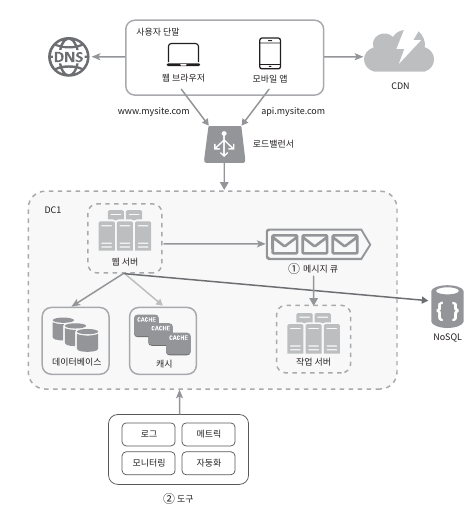 사용자 단말
DNS
웹 브라우저
모바일 앱
CDN
www.mysite.com
api.mysite.com
로드밸런서
DC1
웹 서버
① 메시지 큐
{ }
NoSQL
CACHE
CACHE
CACHE
데이터베이스
캐시
작업 서버
로그
메트릭
모니터링
자동화
② 도구